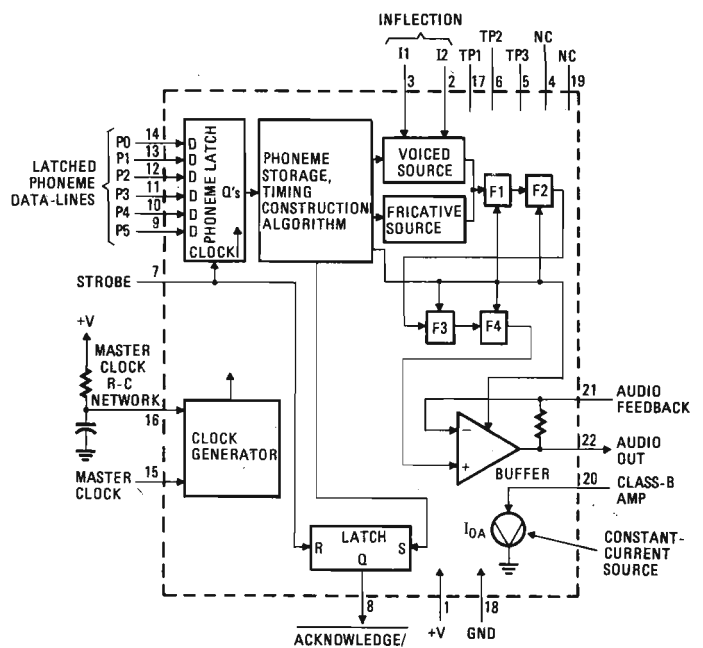 INFLECTION
I1 I2 TP1 TP2 TP3 NC NC
3 2 17 6 5 4 19
LATCHED
PHONEME
DATA-LINES
P0 14 D
P1 13 D
P2 12 D
P3 11 D
P4 10 D
P5 9 D
PHONEME LATCH
Q's
CLOCK
PHONEME
STORAGE,
TIMING
CONSTRUCTION
ALGORITHM
VOICED
SOURCE
FRICATIVE
SOURCE
F1 F2
F3 F4
STROBE 7
+V
MASTER
CLOCK
R-C
NETWORK
16
CLOCK
GENERATOR
MASTER
CLOCK
15
21 AUDIO
FEEDBACK
22 AUDIO
OUT
−
+
BUFFER
20 CLASS-B
AMP
IOA
CONSTANT-
CURRENT
SOURCE
R LATCH S
Q
8 1 18
ACKNOWLEDGE/ +V GND